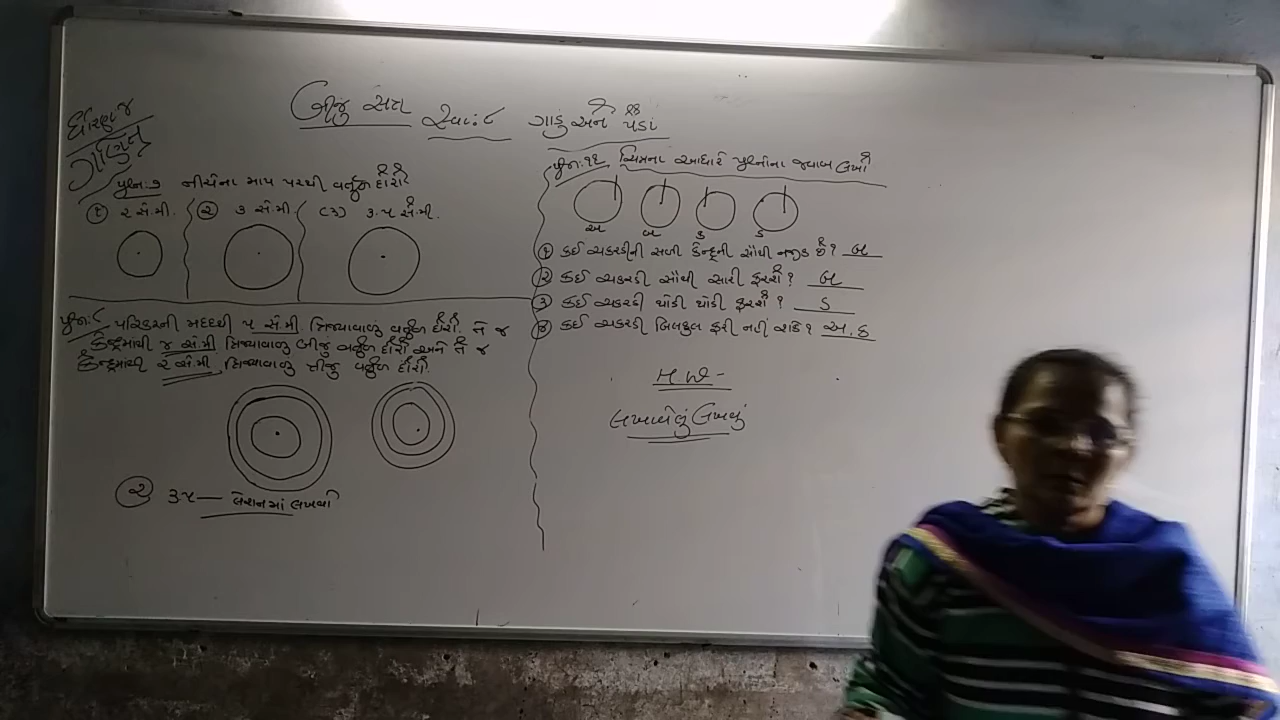 ધોરણ ૪
ગણિત
બીજું સત્ર સ્વા: ૮ ગાડું અને પૈડાં
પ્રશ્ન:૭ નીચેના માપ પરથી વર્તુળ દોરો
૧ ૨ સેં.મી. ૨ ૩ સેં.મી (૩) ૩.૫ સેં.મી.
પ્રશ્ન:૮ પરિકરની મદદથી ૫ સેં.મી. ત્રિજ્યાવાળું વર્તુળ દોરો. તે જ
કેન્દ્રમાંથી ૪ સેં.મી ત્રિજ્યાવાળુ બીજુ વર્તુળ દોરો અને તે જ
કેન્દ્રમાંથી ૨ સેં.મી. ત્રિજ્યાવાળુ ત્રીજુ વર્તુળ દોરો.
૨ ૩૫ — લેશનમાં લખવી
પ્રશ્ન:૧૧ ચિત્રના આધારે પ્રશ્નોના જવાબ લખો
અ બ ક ડ
૧ કઈ ચકરડીની સળી કેન્દ્રની સૌથી નજીક છે? બ
૨ કઈ ચકરડી સૌથી સારી ફરશે? બ
૩ કઈ ચકરડી થોડી થોડી ફરશે? ડ
૪ કઈ ચકરડી બિલકુલ ફરી નહીં શકે? અ. ક
H W -
લખાવેલું લખવું